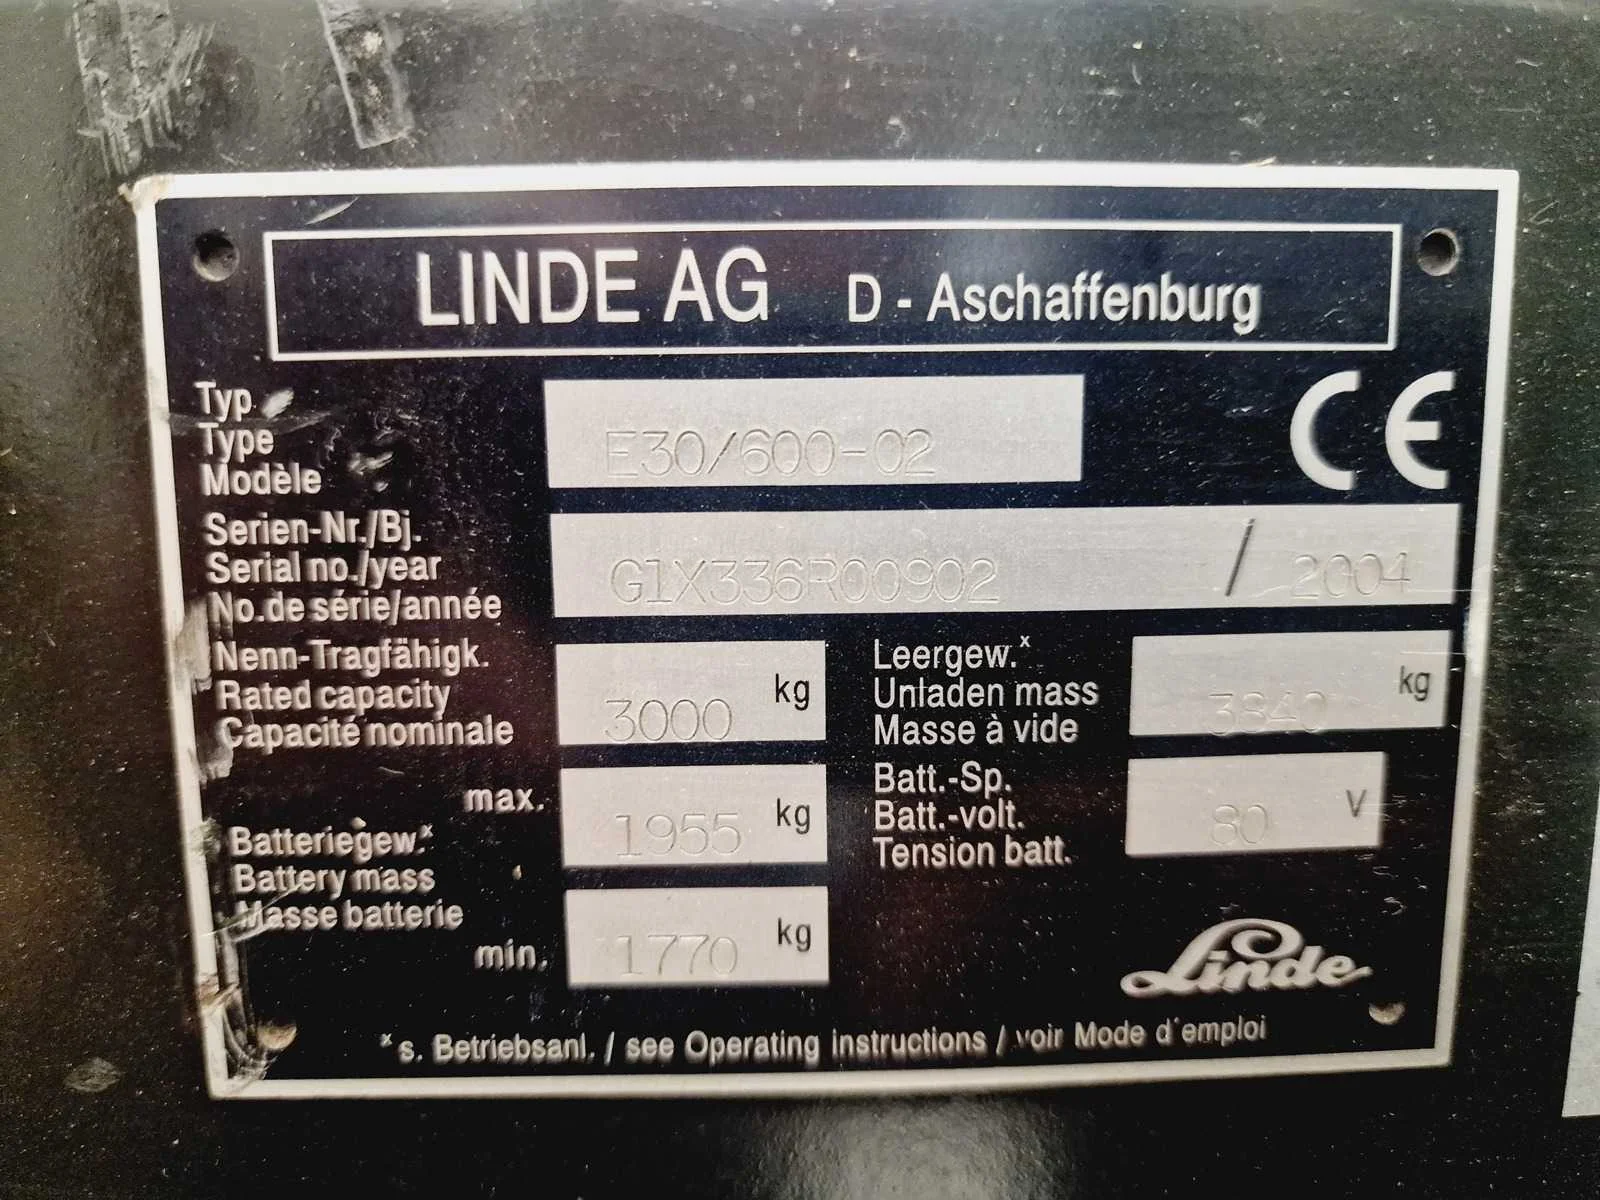 LINDE AG D - Aschaffenburg
Typ
Type
Modèle
E30/600-02
CE
Serien-Nr./Bj.
Serial no./year
No.de série/année
G1X336R00902 / 2004
Nenn-Tragfähigk.
Rated capacity
Capacité nominale
3000 kg
Leergew.x
Unladen mass
Masse à vide
3840 kg
Batteriegew.x
Battery mass
Masse batterie
max.
1955 kg
min.
1770 kg
Batt.-Sp.
Batt.-volt.
Tension batt.
80 V
Linde
x s. Betriebsanl. / see Operating instructions / voir Mode d'emploi